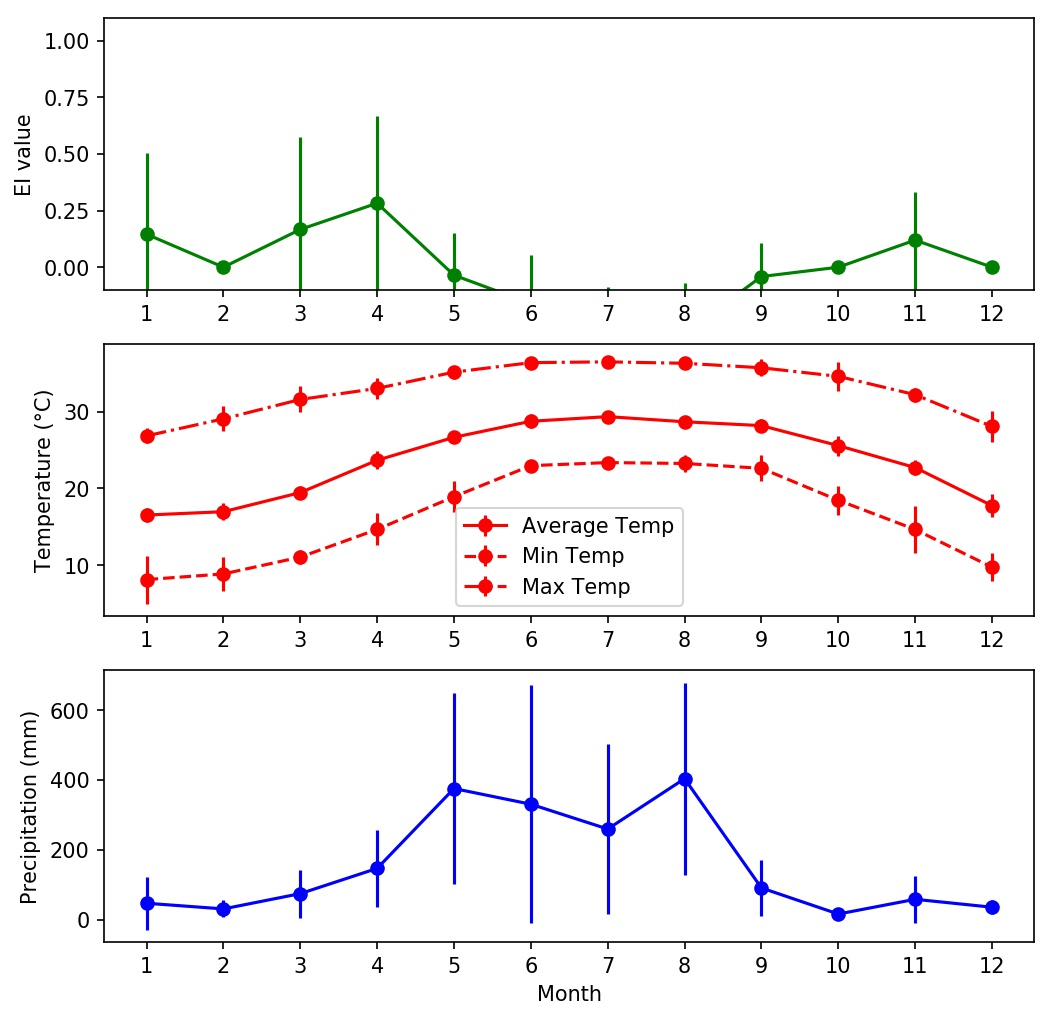 EI value
1.00
0.75
0.50
0.25
0.00
1 2 3 4 5 6 7 8 9 10 11 12
Temperature (°C)
30
20
10
Average Temp
Min Temp
Max Temp
1 2 3 4 5 6 7 8 9 10 11 12
Precipitation (mm)
600
400
200
0
1 2 3 4 5 6 7 8 9 10 11 12
Month